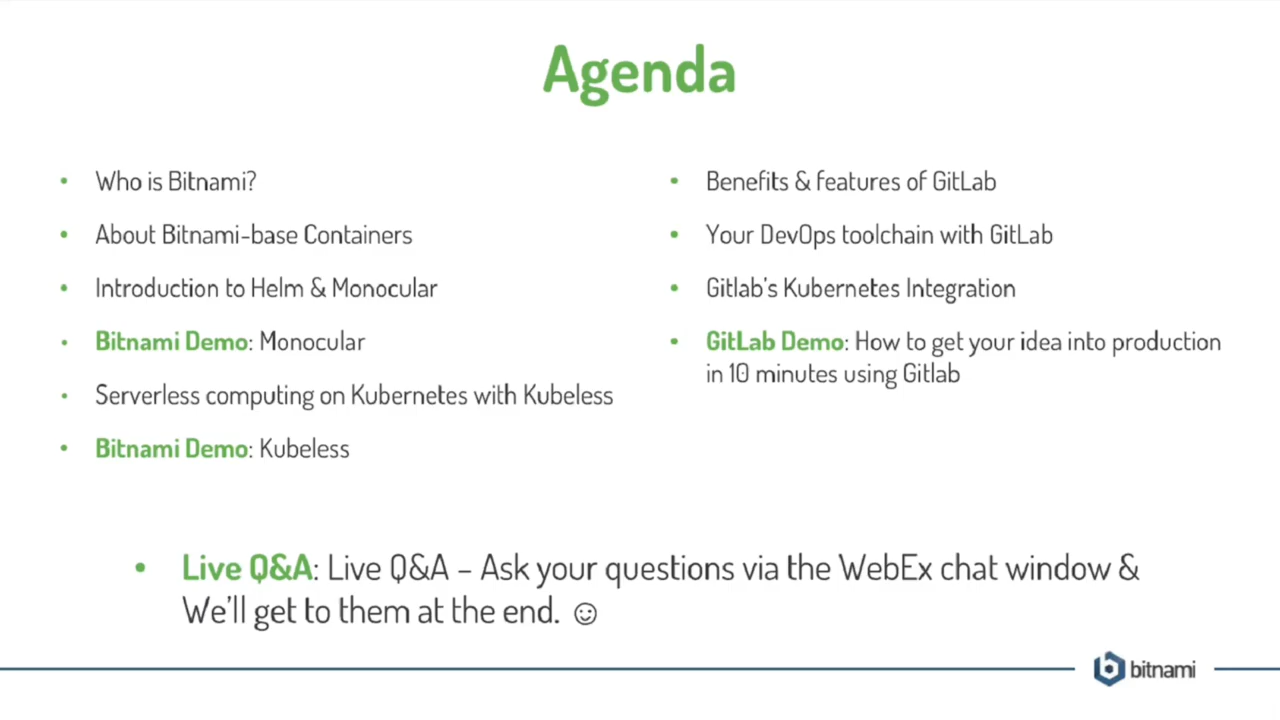 Agenda
• Who is Bitnami?
• About Bitnami-base Containers
• Introduction to Helm & Monocular
• Bitnami Demo: Monocular
• Serverless computing on Kubernetes with Kubeless
• Bitnami Demo: Kubeless
• Benefits & features of GitLab
• Your DevOps toolchain with GitLab
• Gitlab's Kubernetes Integration
• GitLab Demo: How to get your idea into production
in 10 minutes using Gitlab
• Live Q&A: Live Q&A – Ask your questions via the WebEx chat window &
We'll get to them at the end. ☺
bitnami